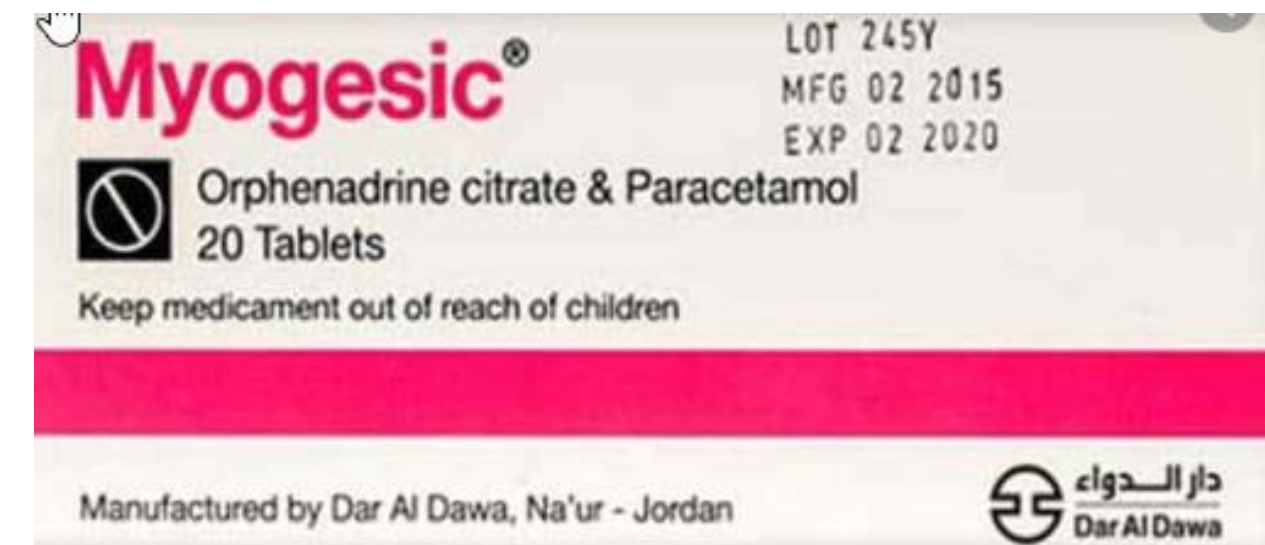 Myogesic®
LOT 245Y
MFG 02 2015
EXP 02 2020
Orphenadrine citrate & Paracetamol
20 Tablets
Keep medicament out of reach of children
Manufactured by Dar Al Dawa, Na'ur - Jordan
دار الـــدواء
Dar Al Dawa